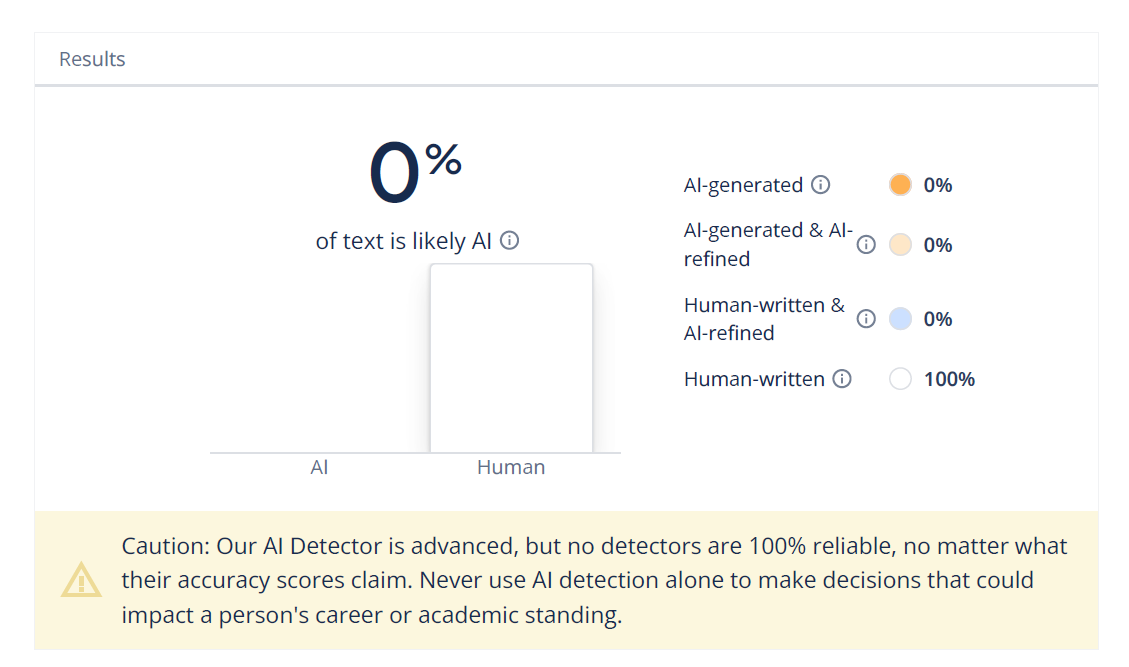 Results
0%
of text is likely AI
AI
Human
AI-generated 0%
AI-generated & AI-
refined 0%
Human-written &
AI-refined 0%
Human-written 100%
Caution: Our AI Detector is advanced, but no detectors are 100% reliable, no matter what
their accuracy scores claim. Never use AI detection alone to make decisions that could
impact a person's career or academic standing.